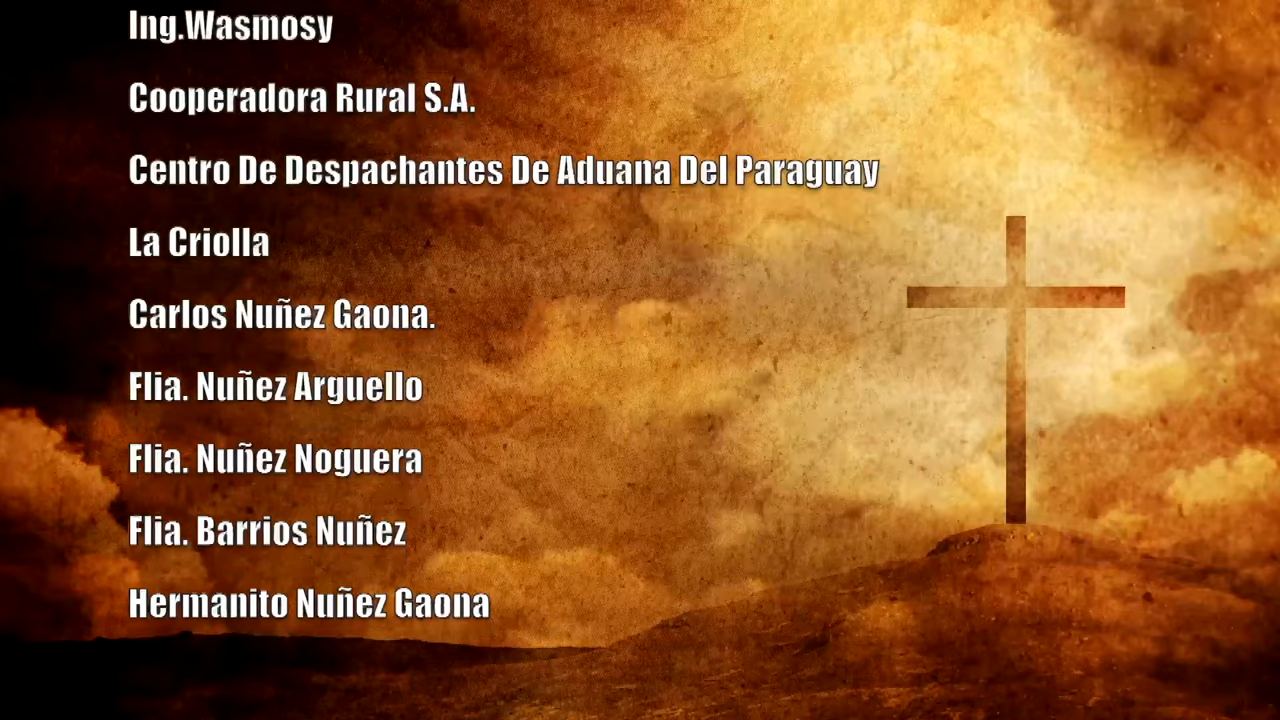 Ing.Wasmosy
Cooperadora Rural S.A.
Centro De Despachantes De Aduana Del Paraguay
La Criolla
Carlos Nuñez Gaona.
Flia. Nuñez Arguello
Flia. Nuñez Noguera
Flia. Barrios Nuñez
Hermanito Nuñez Gaona